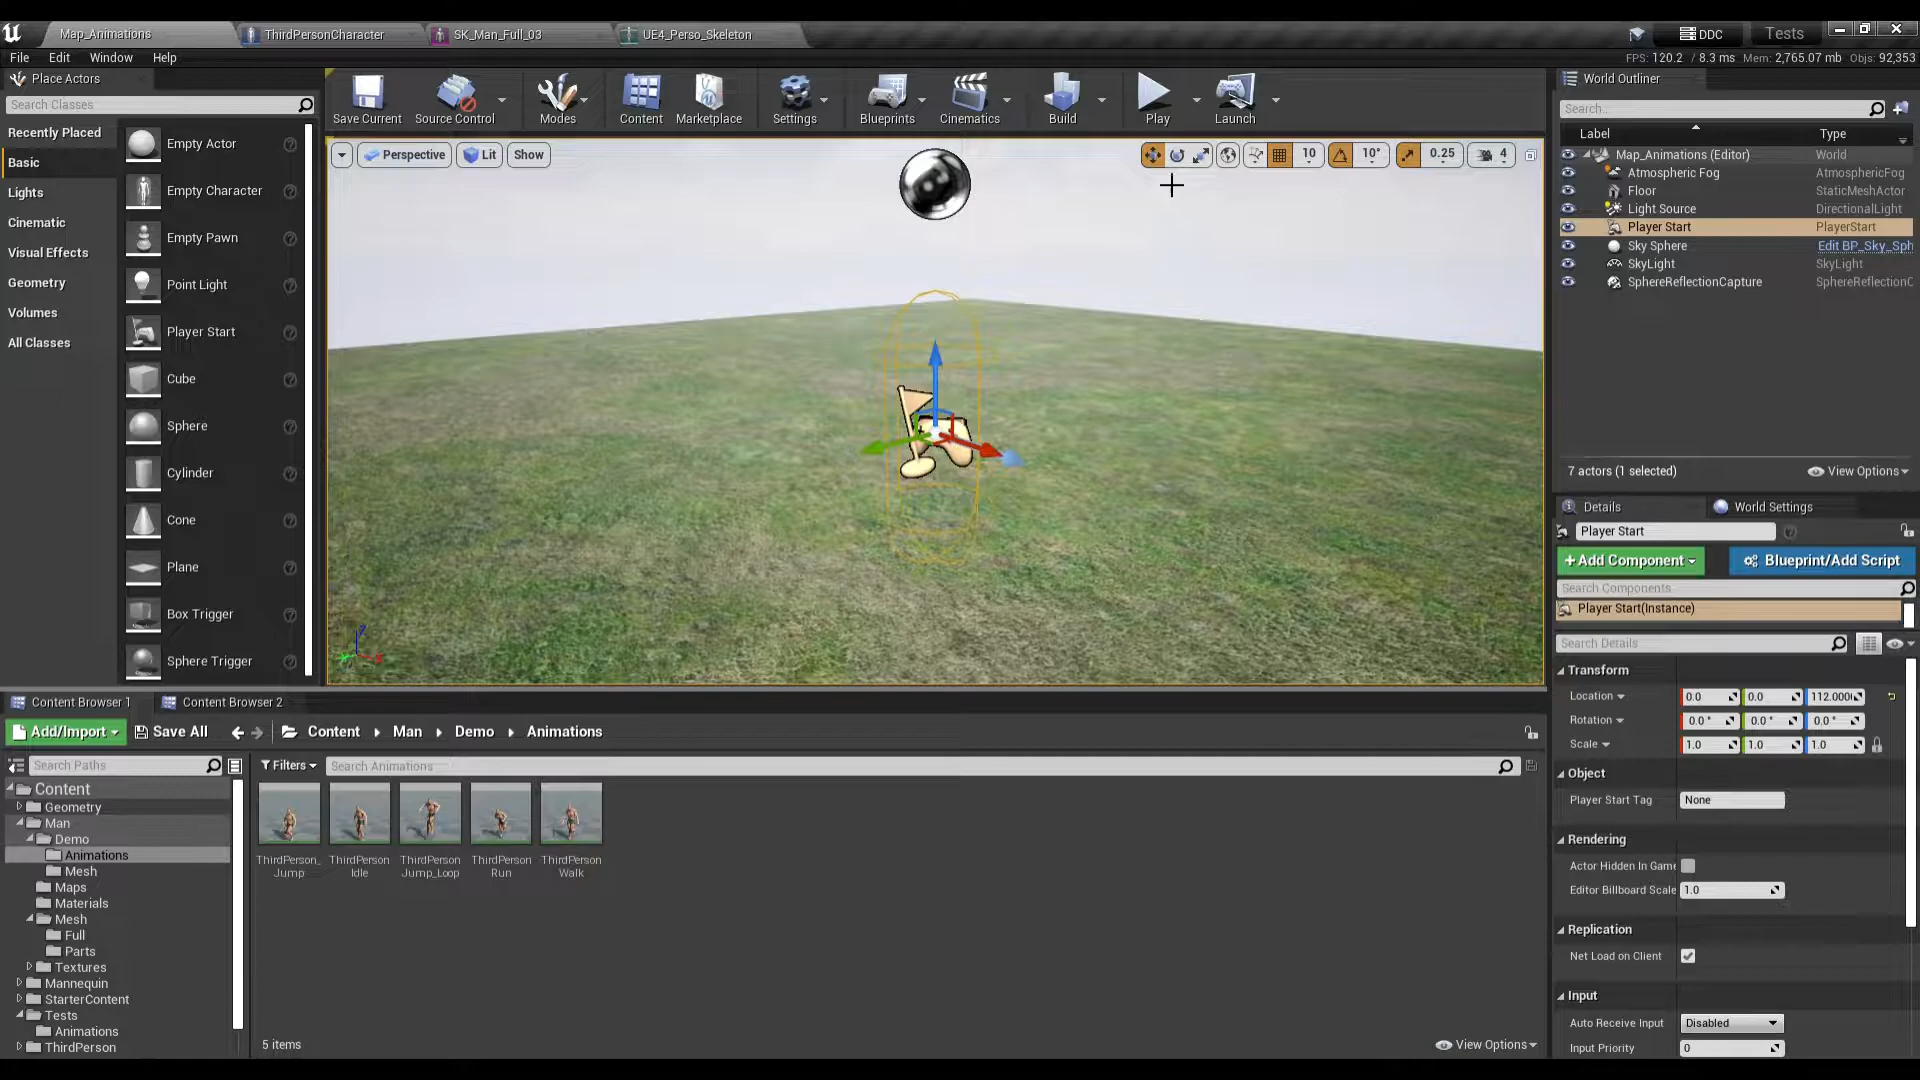 Map_Animations
ThirdPersonCharacter
SK_Man_Full_03
UE4_Perso_Skeleton
DDC
Tests
File
Edit
Window
Help
FPS: 120.2 / 8.3 ms Mem: 2,765.07 mb Objs: 92,353
Place Actors
Search Classes
Recently Placed
Basic
Lights
Cinematic
Visual Effects
Geometry
Volumes
All Classes
Empty Actor
Empty Character
Empty Pawn
Point Light
Player Start
Cube
Sphere
Cylinder
Cone
Plane
Box Trigger
Sphere Trigger
Save Current
Source Control
Modes
Content
Marketplace
Settings
Blueprints
Cinematics
Build
Play
Launch
Perspective
Lit
Show
10
10°
0.25
4
World Outliner
Search...
Label
Type
Map_Animations (Editor)
World
Atmospheric Fog
AtmosphericFog
Floor
StaticMeshActor
Light Source
DirectionalLight
Player Start
PlayerStart
Sky Sphere
Edit BP_Sky_Sph
SkyLight
SkyLight
SphereReflectionCapture
SphereReflectionC
7 actors (1 selected)
View Options
Details
World Settings
Player Start
+Add Component
Blueprint/Add Script
Search Components
Player Start(Instance)
Search Details
Transform
Location
0.0
0.0
112.000
Rotation
0.0 °
0.0 °
0.0 °
Scale
1.0
1.0
1.0
Object
Player Start Tag
None
Rendering
Actor Hidden In Game
Editor Billboard Scale
1.0
Replication
Net Load on Client
Input
Auto Receive Input
Disabled
Input Priority
0
Content Browser 1
Content Browser 2
Add/Import
Save All
Content
Man
Demo
Animations
Search Paths
Filters
Search Animations
Content
Geometry
Man
Demo
Animations
Mesh
Maps
Materials
Mesh
Full
Parts
Textures
Mannequin
StarterContent
Tests
Animations
ThirdPerson
ThirdPerson_
Jump
ThirdPerson
Idle
ThirdPerson
Jump_Loop
ThirdPerson
Run
ThirdPerson
Walk
5 items
View Options